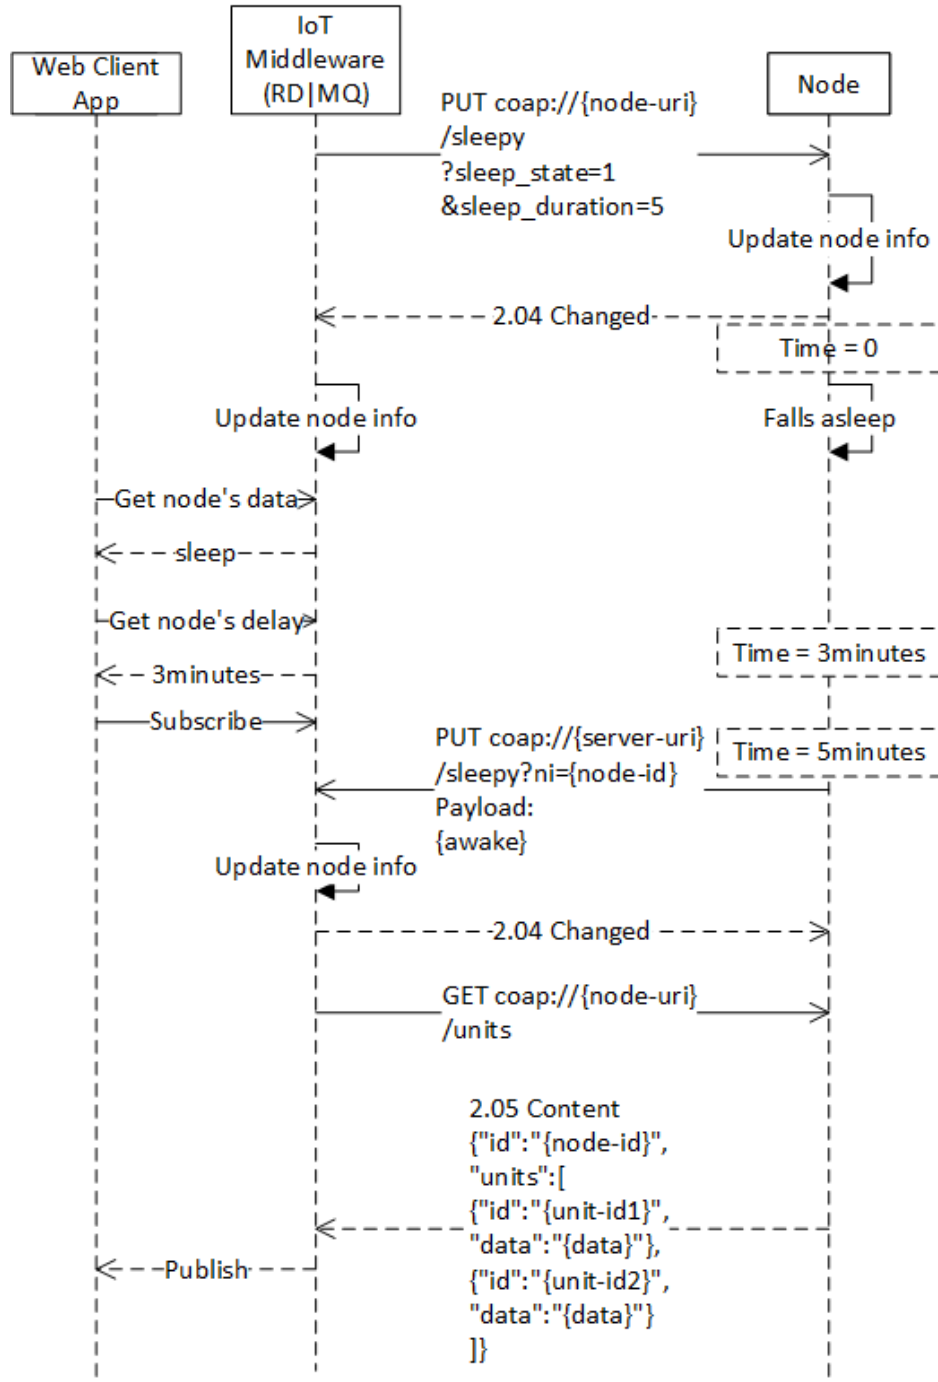 Web Client
App
IoT
Middleware
(RD|MQ)
Node
PUT coap://{node-uri}
/sleepy
?sleep_state=1
&sleep_duration=5
Update node info
2.04 Changed
Time = 0
Update node info
Falls asleep
Get node's data
sleep
Get node's delay
Time = 3minutes
3minutes
Subscribe
PUT coap://{server-uri}
/sleepy?ni={node-id}
Payload:
{awake}
Time = 5minutes
Update node info
2.04 Changed
GET coap://{node-uri}
/units
2.05 Content
{"id":"{node-id}",
"units":[
{"id":"{unit-id1}",
"data":"{data}"},
{"id":"{unit-id2}",
"data":"{data}"}
]}
Publish